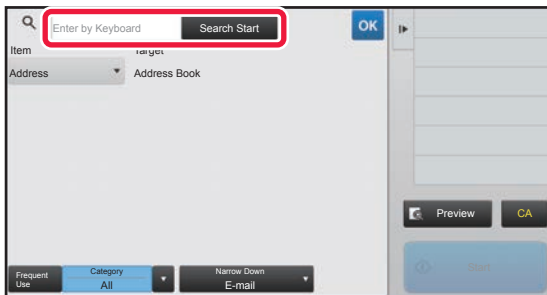 Enter by Keyboard Search Start OK
Item Target
Address Address Book
Preview CA
Start
Frequent Use
Category All
Narrow Down E-mail